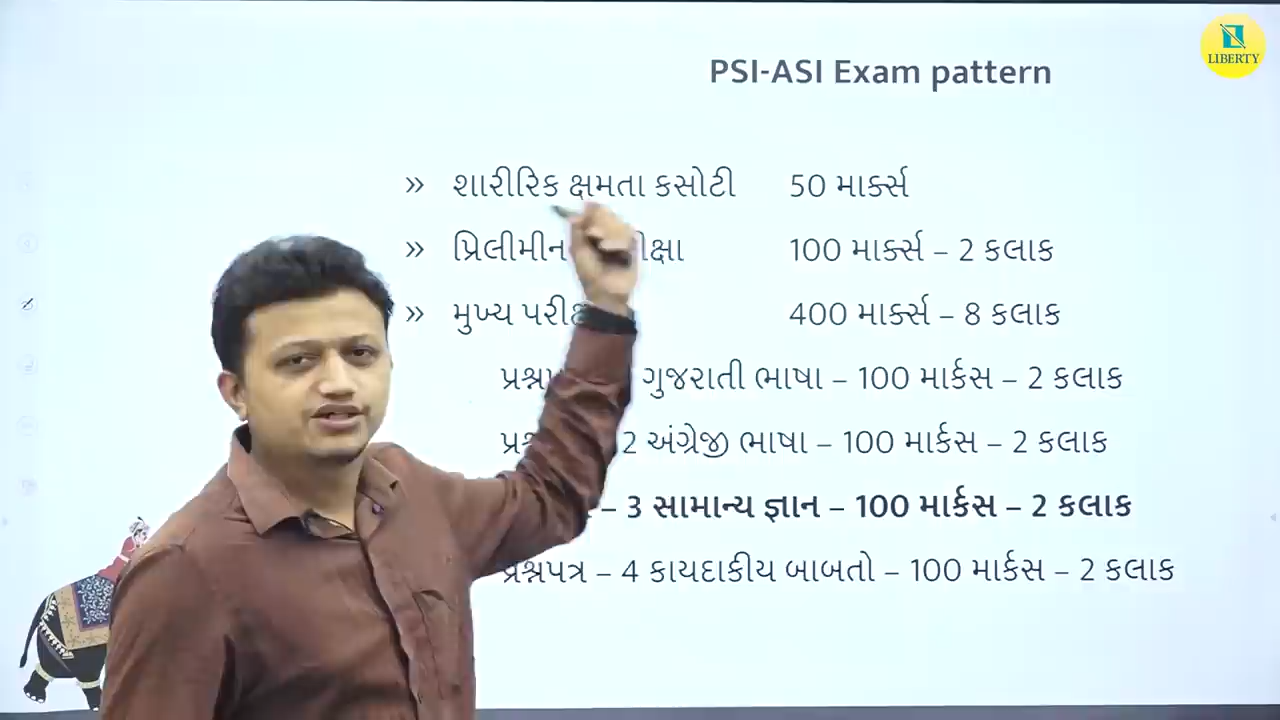 LIBERTY
PSI-ASI Exam pattern
» શારીરિક ક્ષમતા કસોટી 50 માર્ક્સ
» પ્રિલીમીન 100 માર્ક્સ – 2 કલાક
» મુખ્ય 400 માર્ક્સ – 8 કલાક
ગુજરાતી ભાષા – 100 માર્કસ – 2 કલાક
2 અંગ્રેજી ભાષા – 100 માર્કસ – 2 કલાક
– 3 સામાન્ય જ્ઞાન – 100 માર્કસ – 2 કલાક
પ્રશ્નપત્ર – 4 કાયદાકીય બાબતો – 100 માર્કસ – 2 કલાક